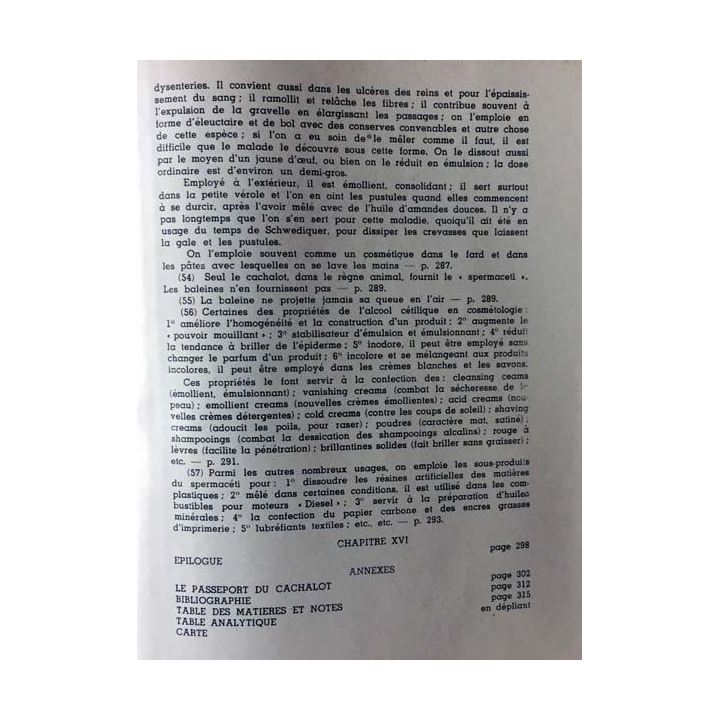 dysenteries. Il convient aussi dans les ulcères des reins et pour l'épaissis-
sement du sang ; il ramollit et relâche les fibres ; il contribue souvent à
l'expulsion de la gravelle en élargissant les passages ; on l'emploie en
forme d'éleuctaire et de bol avec des conserves convenables et autre chose
de cette espèce ; si l'on a eu soin de le mêler comme il faut, il est
difficile que le malade le découvre sous cette forme. On le dissout aussi
par le moyen d'un jaune d'œuf, ou bien on le réduit en émulsion ; la dose
ordinaire est d'environ un demi-gros.
Employé à l'extérieur, il est émollient, consolidant ; il sert surtout
dans la petite vérole et l'on en oint les pustules quand elles commencent
à se durcir, après l'avoir mêlé avec de l'huile d'amandes douces. Il n'y a
pas longtemps que l'on s'en sert pour cette maladie, quoiqu'il ait été en
usage du temps de Schwediquer, pour dissiper les crevasses que laissent
la gale et les pustules.
On l'emploie souvent comme un cosmétique dans le fard et dans
les pâtes avec lesquelles on se lave les mains — p. 287.
(54) Seul le cachalot, dans le règne animal, fournit le « spermaceti ».
Les baleines n'en fournissent pas — p. 289.
(55) La baleine ne projette jamais sa queue en l'air — p. 289.
(56) Certaines des propriétés de l'alcool cétilique en cosmétologie :
1° améliore l'homogénéité et la construction d'un produit ; 2° augmente le
« pouvoir mouillant » ; 3° stabilisateur d'émulsion et émulsionnant ; 4° réduit
la tendance à briller de l'épiderme ; 5° inodore, il peut être employé sans
changer le parfum d'un produit ; 6° incolore et se mélangeant aux produits
incolores, il peut être employé dans les crèmes blanches et les savons.
Ces propriétés le font servir à la confection des : cleansing ceams
(émollient, émulsionnant) ; vanishing creams (combat la sécheresse de la
peau) ; emollient creams (nouvelles crèmes émollientes) ; acid creams (nou-
velles crèmes détergentes) ; cold creams (contre les coups de soleil) ; shaving
creams (adoucit les poils, pour raser) ; poudres (caractère mat, satiné) ;
shampooings (combat la dessication des shampooings alcalins) ; rouge à
lèvres (facilite la pénétration) ; brillantines solides (fait briller sans graisser) ;
etc. — p. 291.
(57) Parmi les autres nombreux usages, on emploie les sous-produits
du spermacéti pour : 1° dissoudre les résines artificielles des matières
plastiques ; 2° mêlé dans certaines conditions, il est utilisé dans les com-
bustibles pour moteurs « Diesel » ; 3° servir à la préparation d'huiles
minérales ; 4° la confection du papier carbone et des encres grasses
d'imprimerie ; 5° lubréfiants textiles ; etc., etc. — p. 293.
CHAPITRE XVI
EPILOGUE page 298
ANNEXES
LE PASSEPORT DU CACHALOT page 302
BIBLIOGRAPHIE page 312
TABLE DES MATIERES ET NOTES page 315
TABLE ANALYTIQUE en dépliant
CARTE